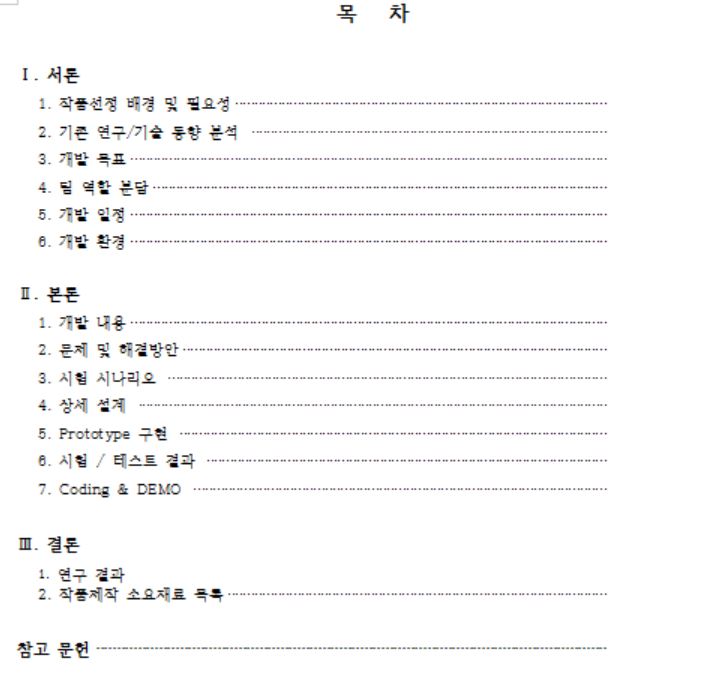 목 차
Ⅰ. 서론
1. 작품선정 배경 및 필요성
2. 기존 연구/기술 동향 분석
3. 개발 목표
4. 팀 역할 분담
5. 개발 일정
6. 개발 환경
Ⅱ. 본론
1. 개발 내용
2. 문제 및 해결방안
3. 시험 시나리오
4. 상세 설계
5. Prototype 구현
6. 시험 / 테스트 결과
7. Coding & DEMO
Ⅲ. 결론
1. 연구 결과
2. 작품제작 소요재료 목록
참고 문헌